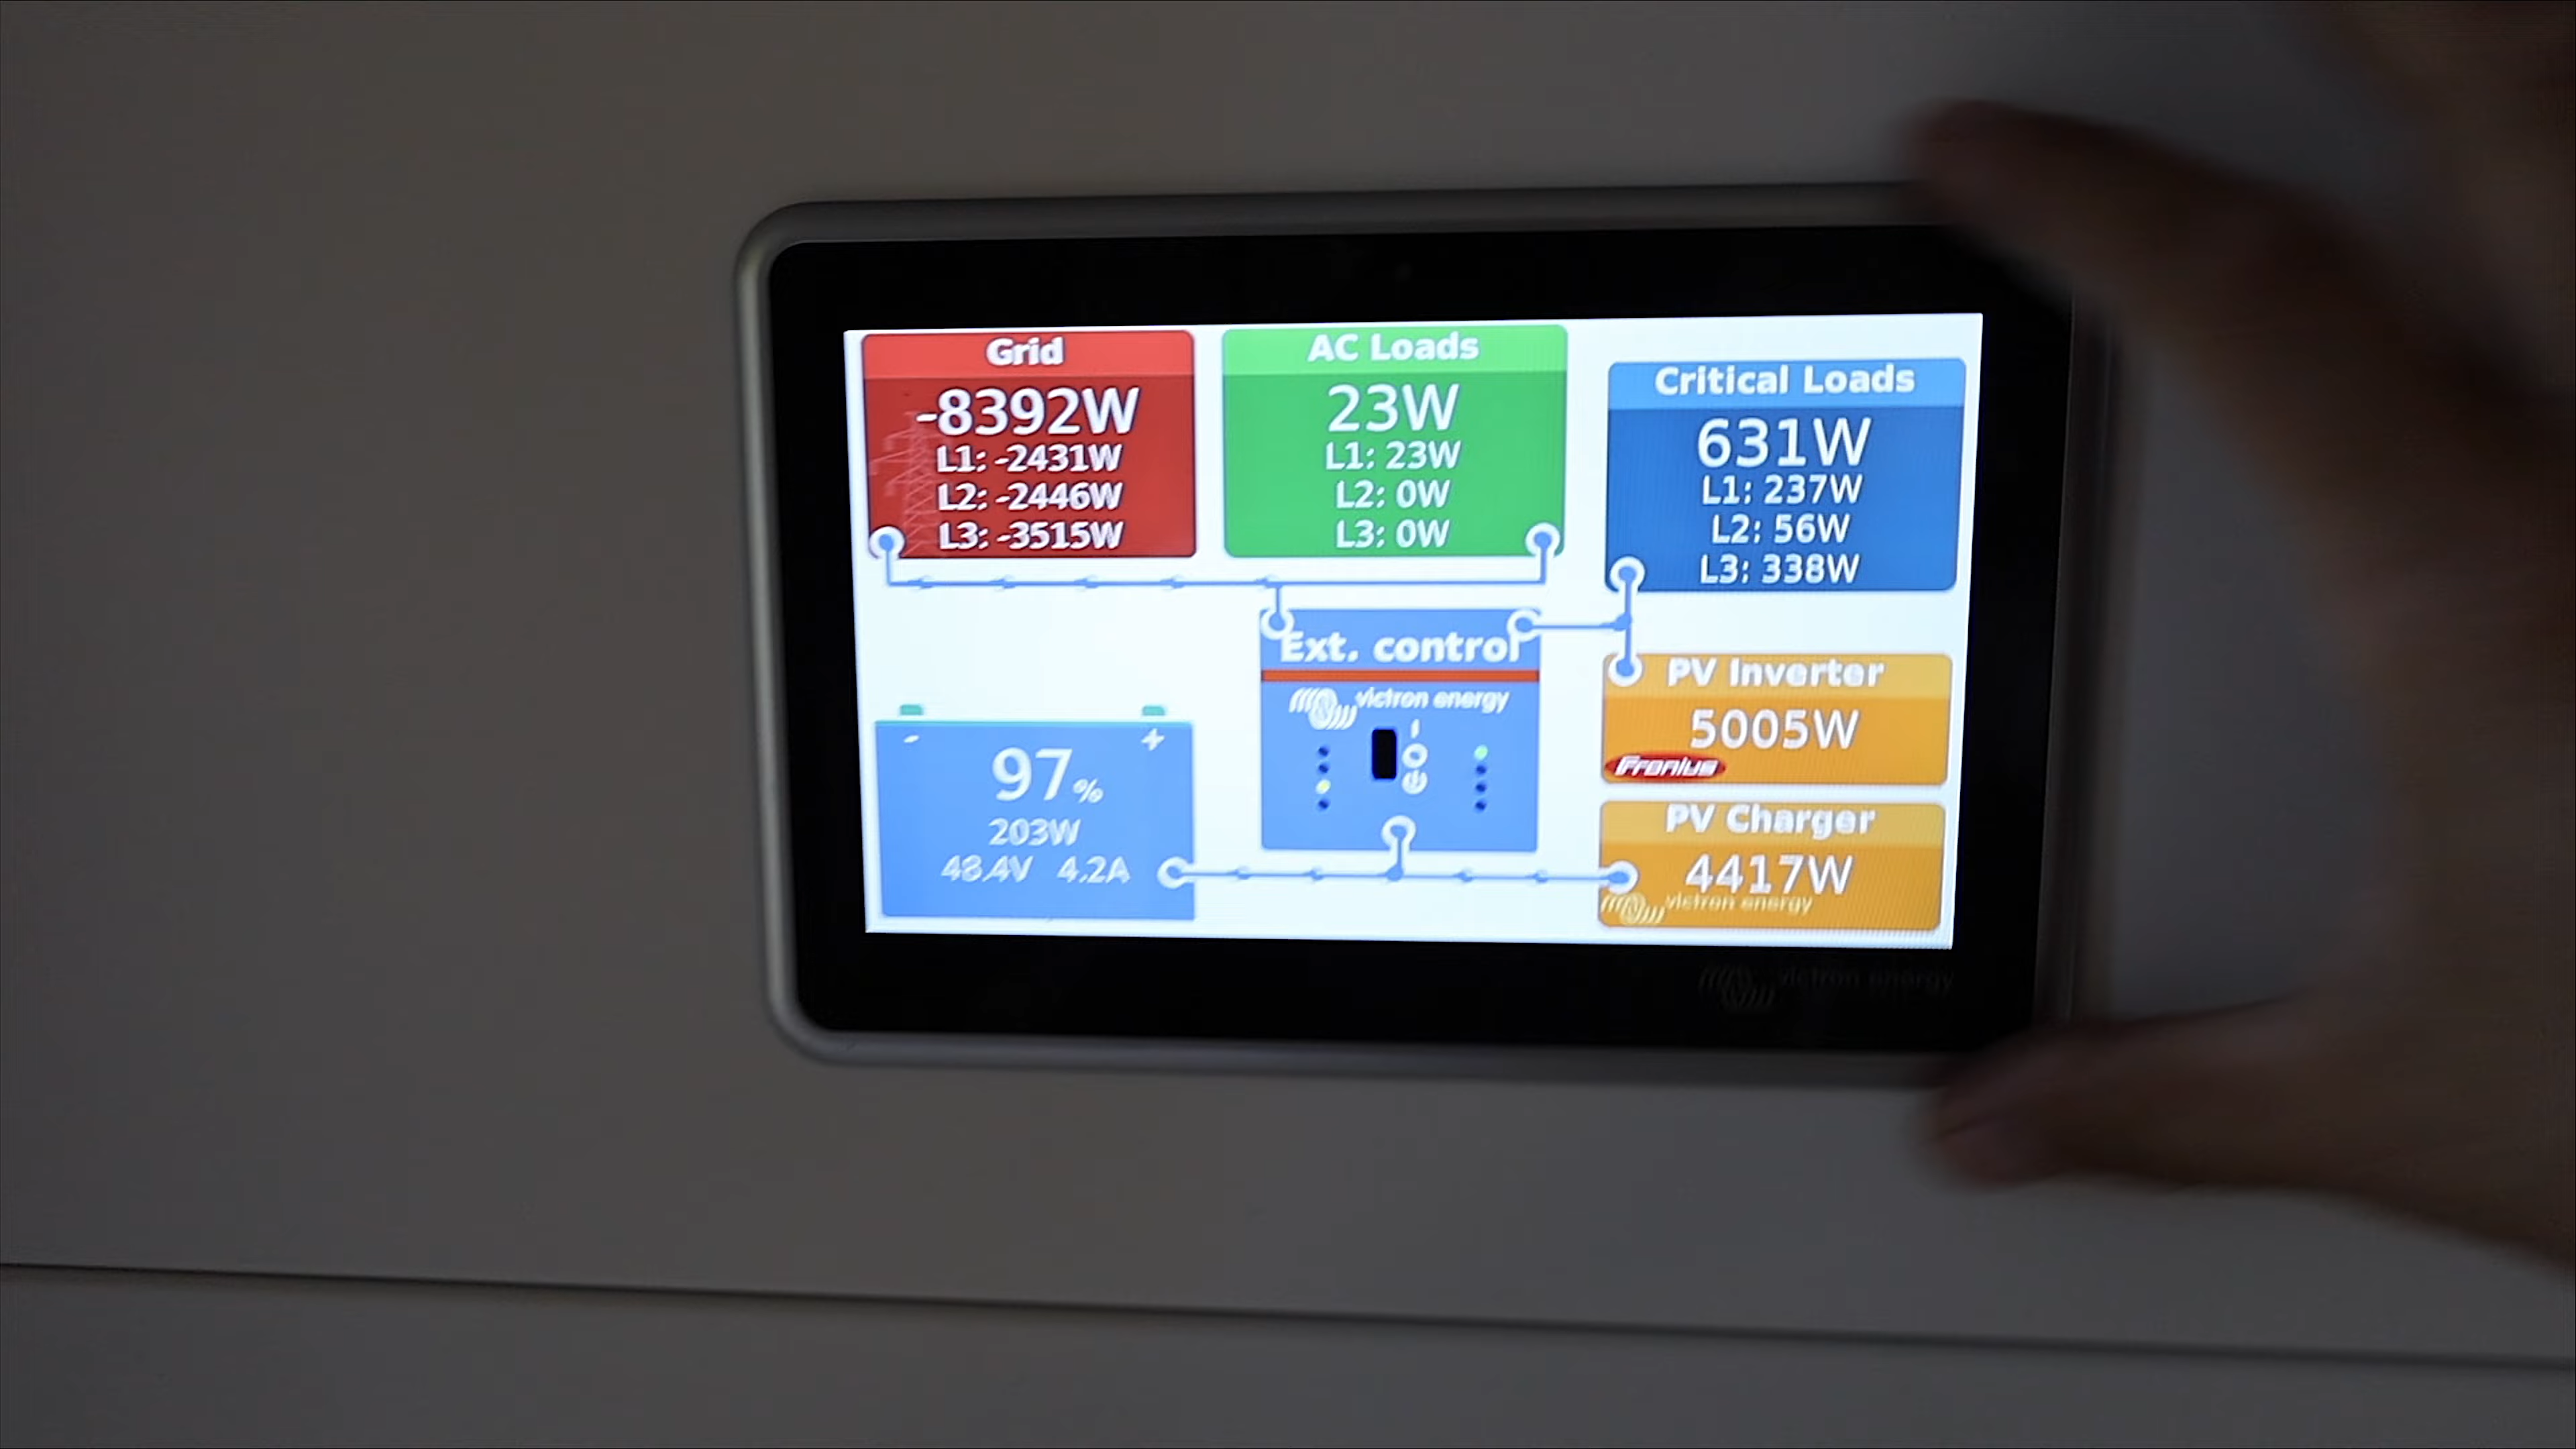 Grid
-8392W
L1: -2431W
L2: -2446W
L3: -3515W
AC Loads
23W
L1: 23W
L2: 0W
L3: 0W
Critical Loads
631W
L1: 237W
L2: 56W
L3: 338W
Ext. control
victron energy
PV Inverter
5005W
Fronius
- +
97%
203W
48.4V 4.2A
PV Charger
4417W
victron energy
victron energy